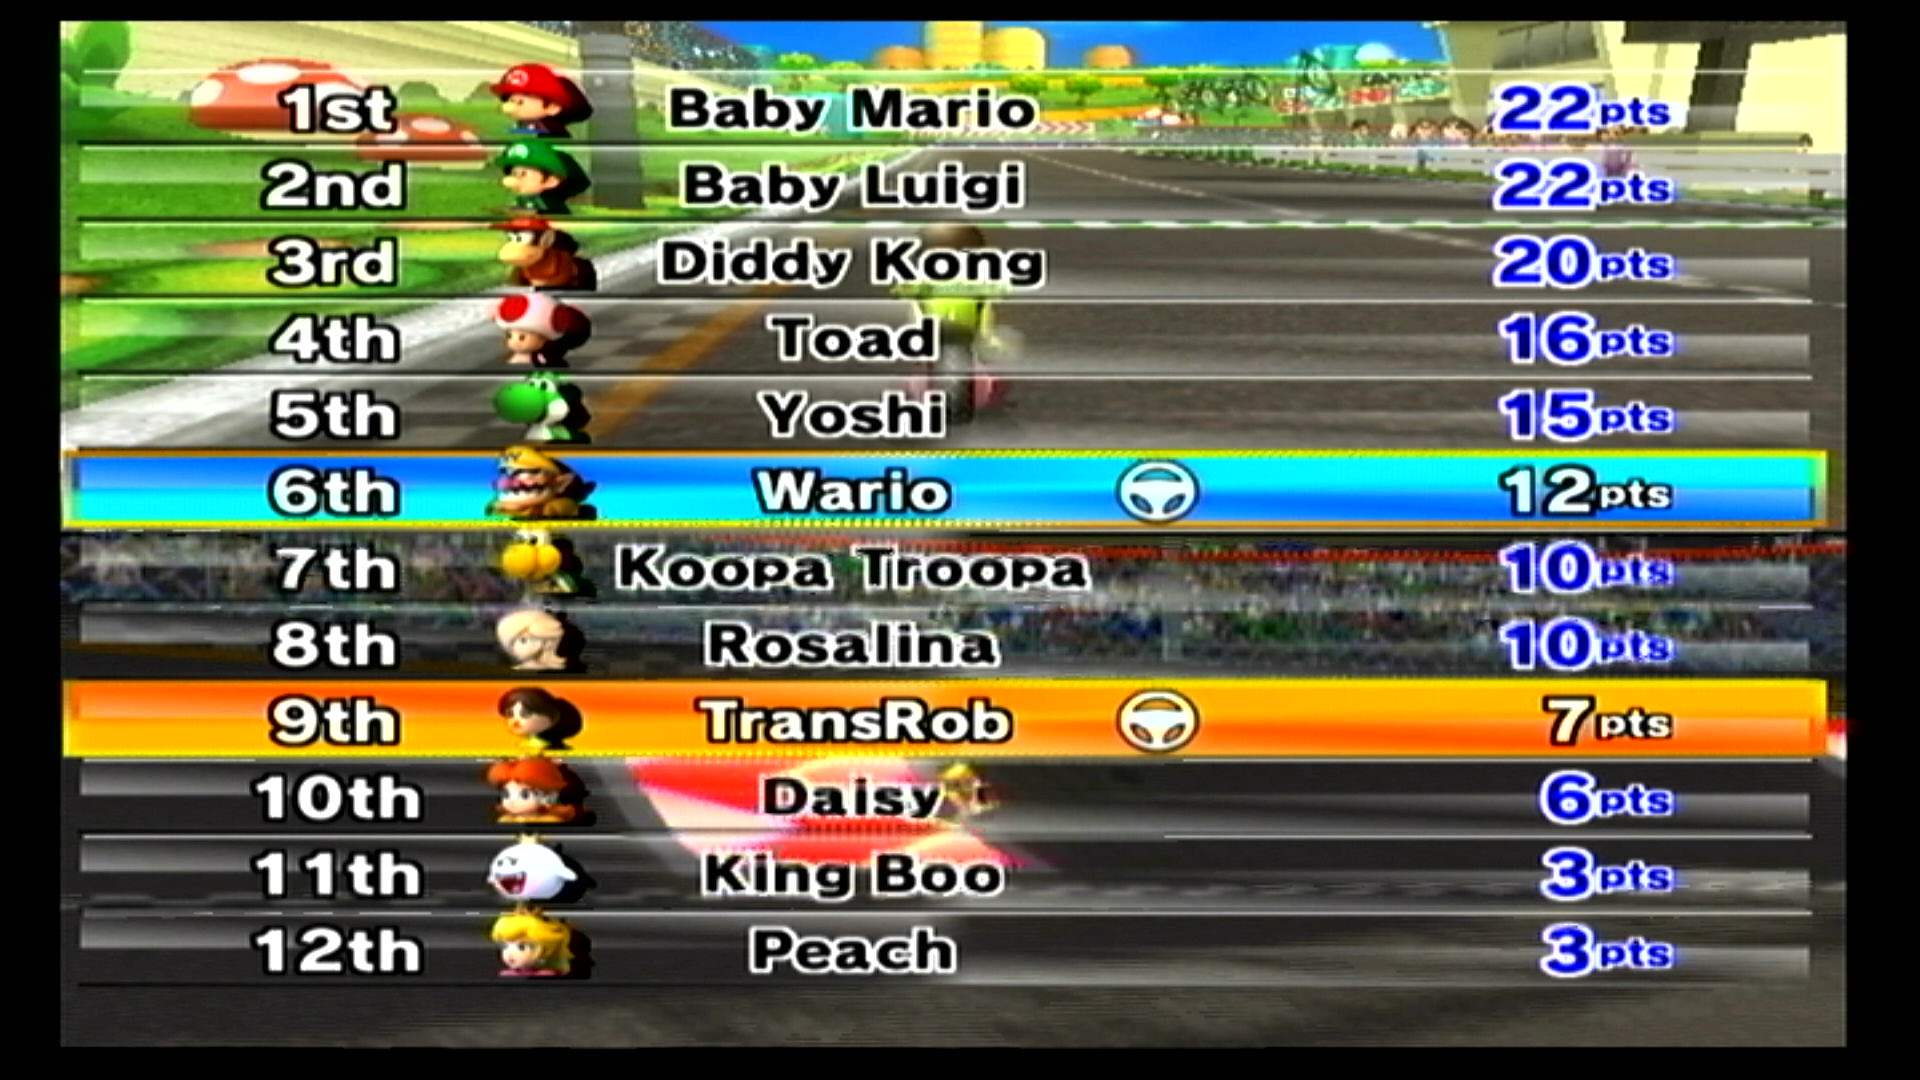 1st Baby Mario 22pts
2nd Baby Luigi 22pts
3rd Diddy Kong 20pts
4th Toad 16pts
5th Yoshi 15pts
6th Wario 12pts
7th Koopa Troopa 10pts
8th Rosalina 10pts
9th TransRob 7pts
10th Daisy 6pts
11th King Boo 3pts
12th Peach 3pts